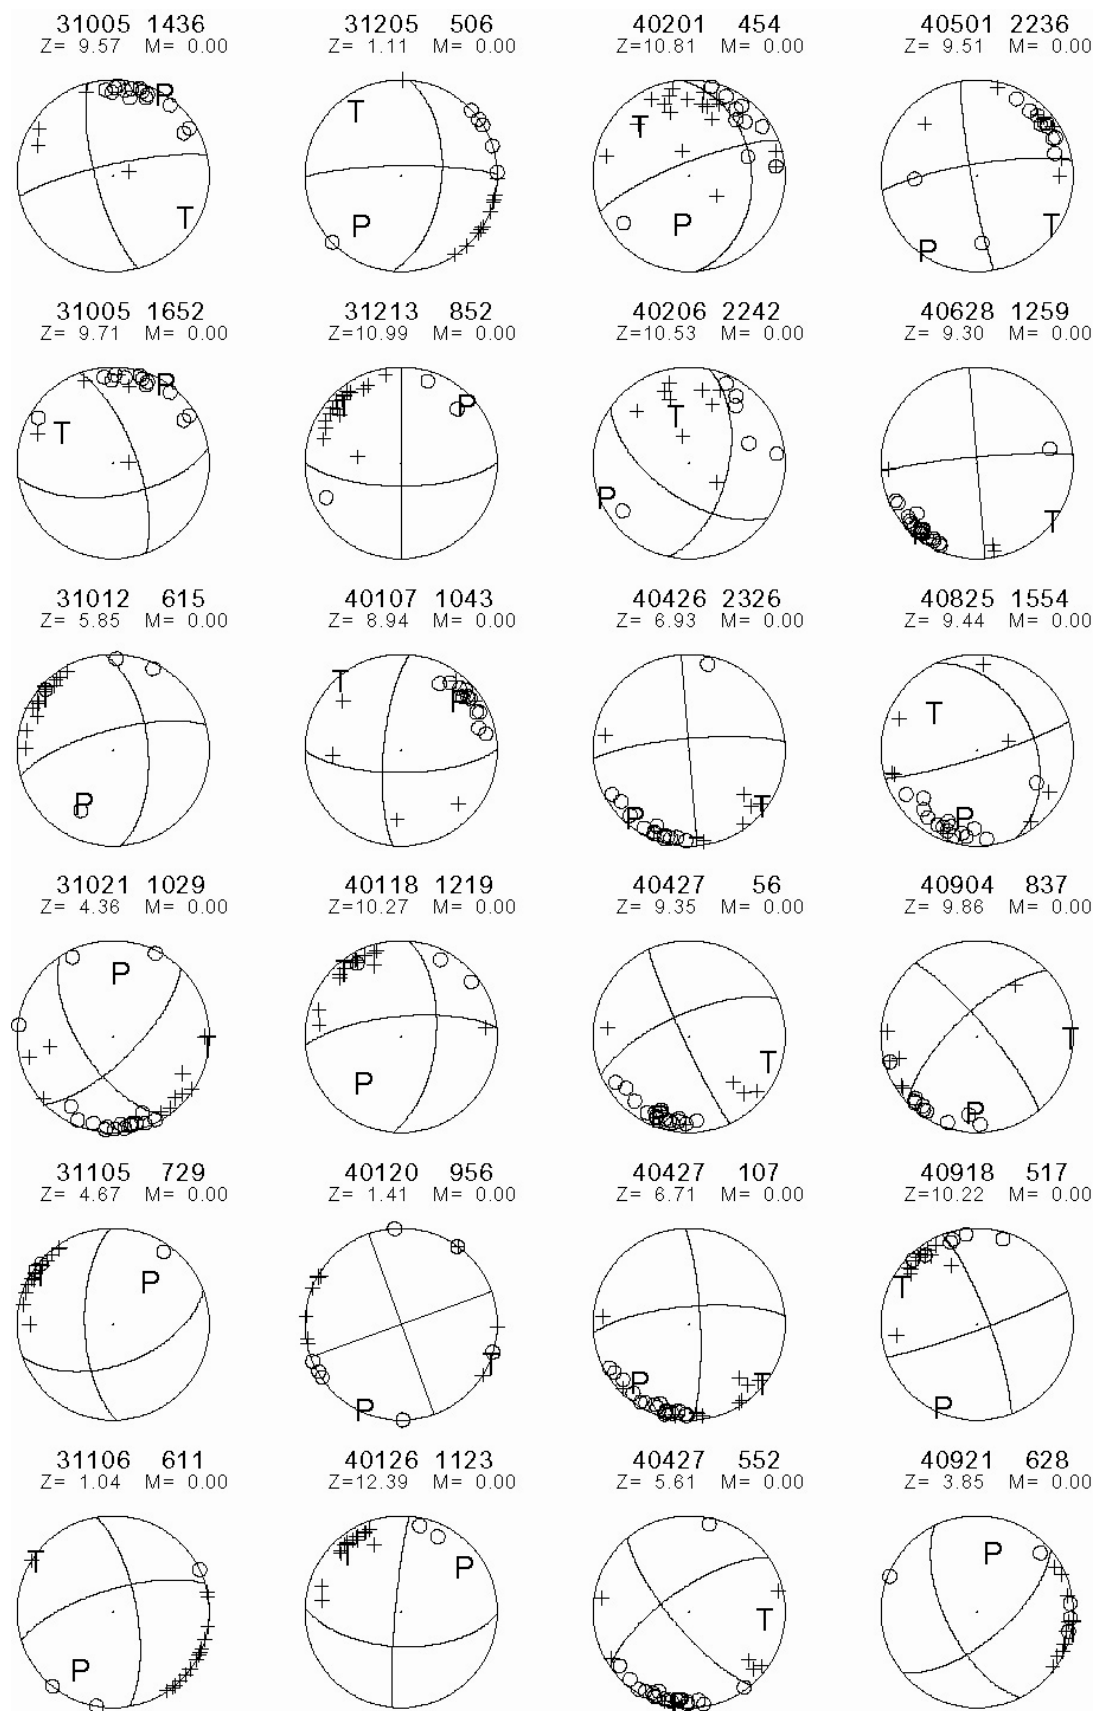 31005 1436 31205 506 40201 454 40501 2236
Z= 9.57 M= 0.00 Z= 1.11 M= 0.00 Z=10.81 M= 0.00 Z= 9.51 M= 0.00
P T T P
T P T P T P
31005 1652 31213 852 40206 2242 40628 1259
Z= 9.71 M= 0.00 Z=10.99 M= 0.00 Z=10.53 M= 0.00 Z= 9.30 M= 0.00
P T T P T
P T
31012 615 40107 1043 40426 2326 40825 1554
Z= 5.85 M= 0.00 Z= 8.94 M= 0.00 Z= 6.93 M= 0.00 Z= 9.44 M= 0.00
T P T
P P T P
31021 1029 40118 1219 40427 56 40904 837
Z= 4.36 M= 0.00 Z=10.27 M= 0.00 Z= 9.35 M= 0.00 Z= 9.86 M= 0.00
P T
T P T T P
31105 729 40120 956 40427 107 40918 517
Z= 4.67 M= 0.00 Z= 1.41 M= 0.00 Z= 6.71 M= 0.00 Z=10.22 M= 0.00
T P T
T P P T P
31106 611 40126 1123 40427 552 40921 628
Z= 1.04 M= 0.00 Z=12.39 M= 0.00 Z= 5.61 M= 0.00 Z= 3.85 M= 0.00
T T P P
P T P